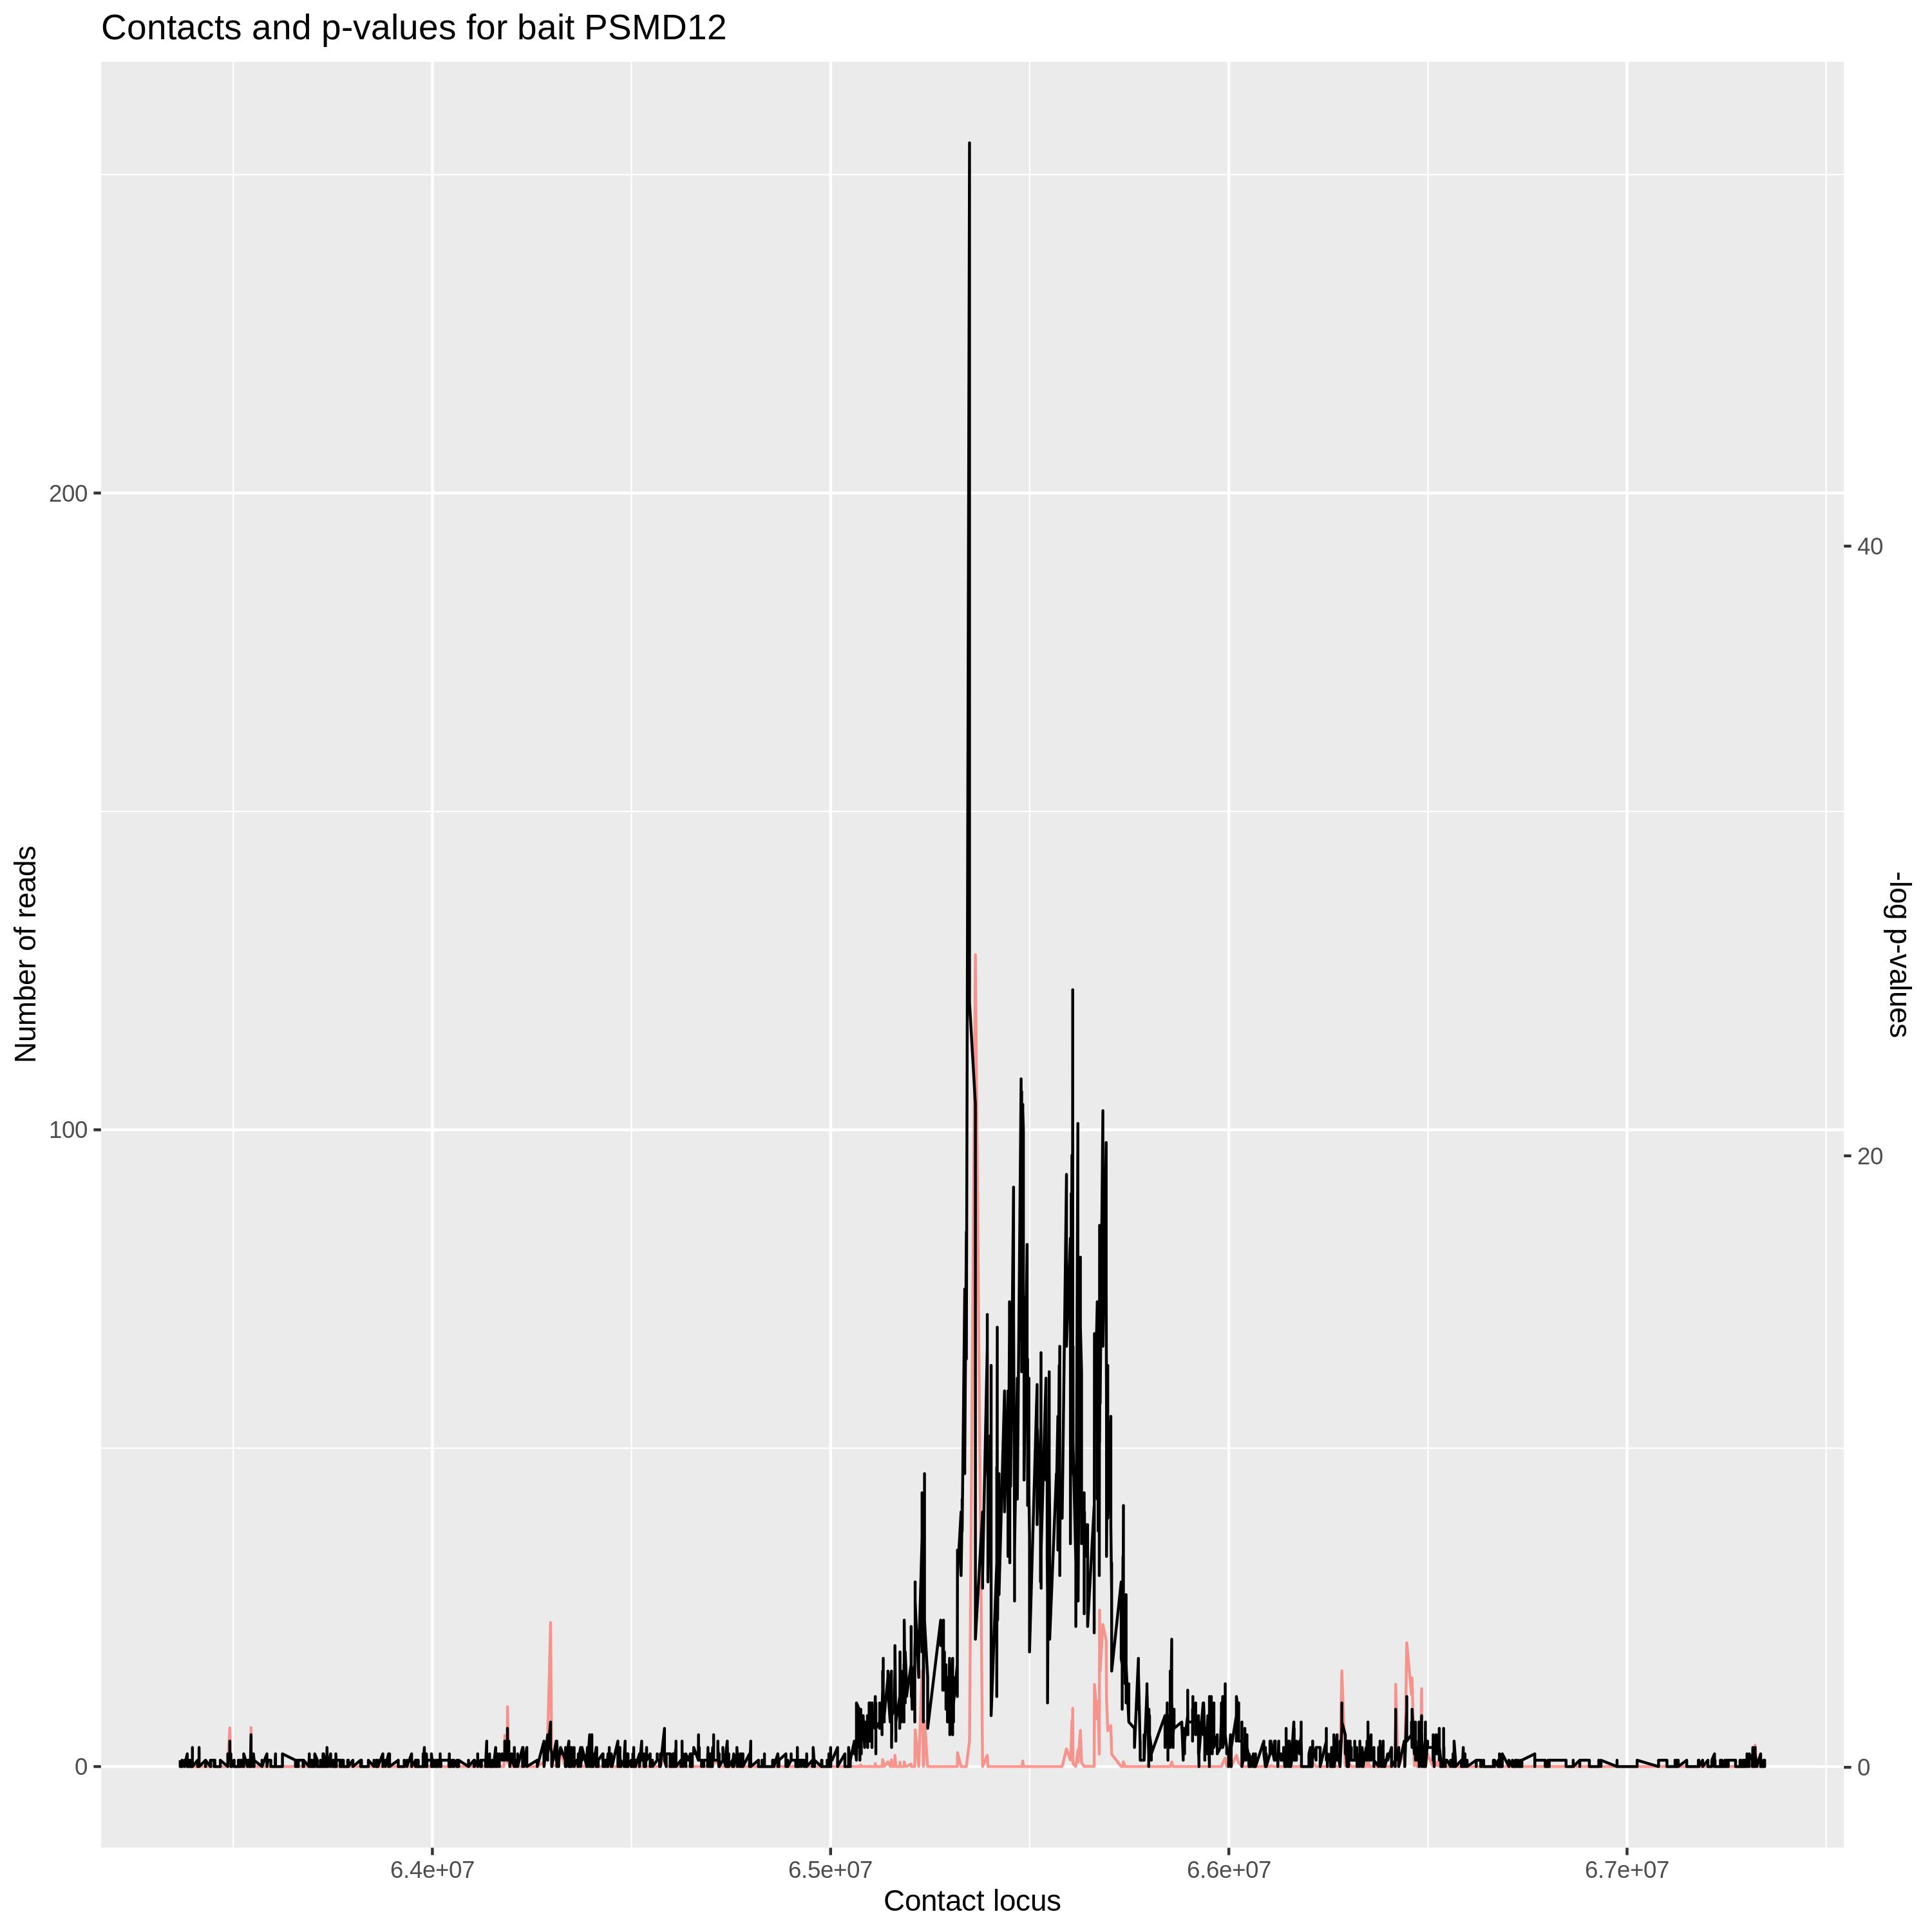 Contacts and p-values for bait PSMD12
Number of reads
200
100
0
40
20
0
-log p-values
6.4e+07
6.5e+07
6.6e+07
6.7e+07
Contact locus